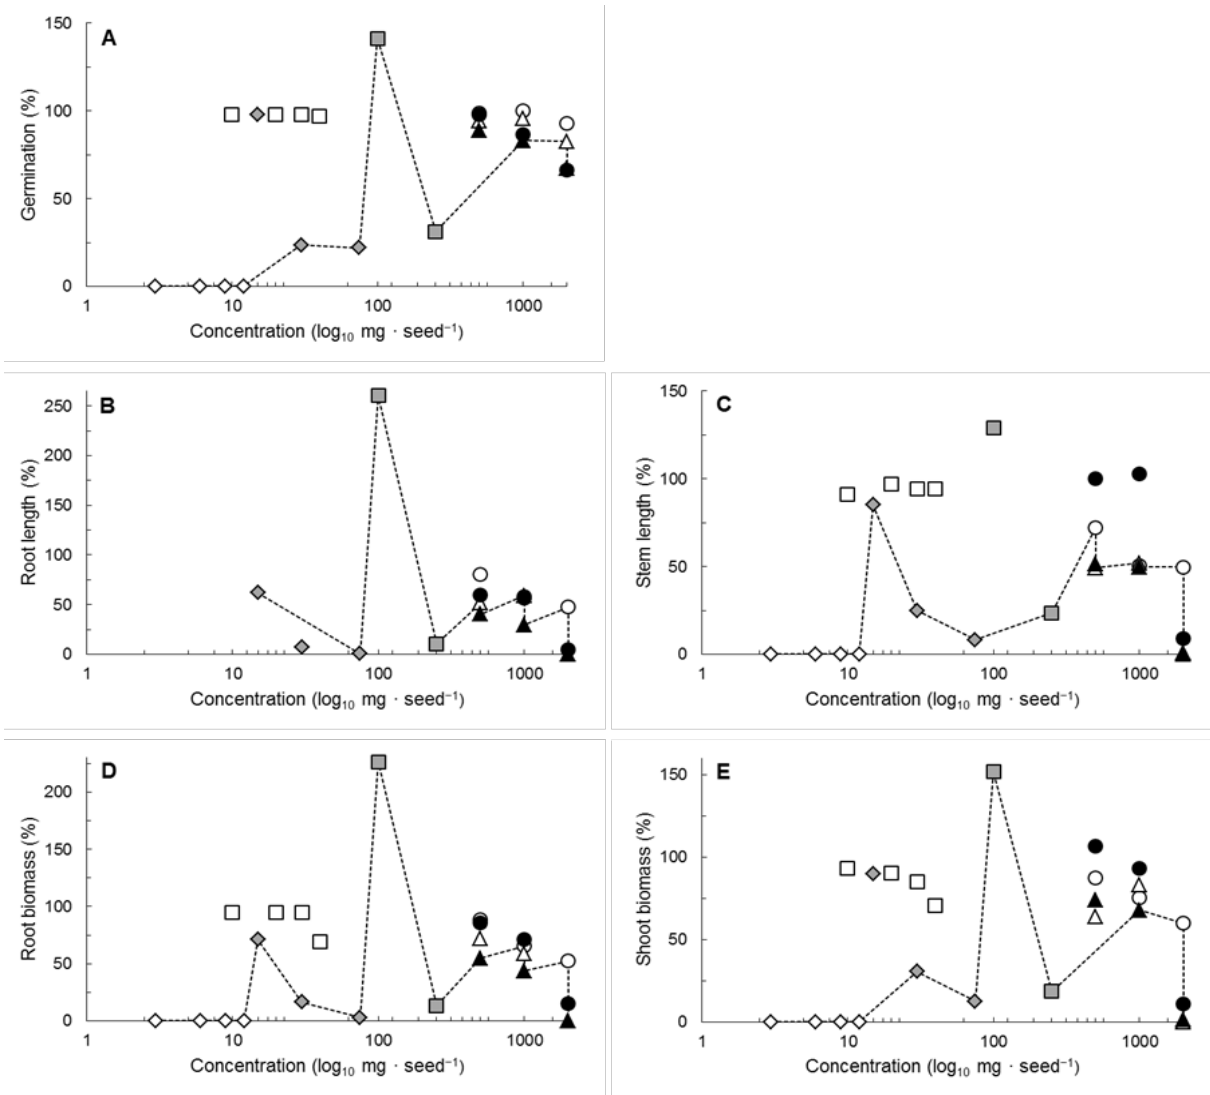 A
Germination (%)
150
100
50
0
1 10 100 1000
Concentration (log₁₀ mg · seed⁻¹)
B
Root length (%)
250
200
150
100
50
0
1 10 100 1000
Concentration (log₁₀ mg · seed⁻¹)
C
Stem length (%)
150
100
50
0
1 10 100 1000
Concentration (log₁₀ mg · seed⁻¹)
D
Root biomass (%)
200
150
100
50
0
1 10 100 1000
Concentration (log₁₀ mg · seed⁻¹)
E
Shoot biomass (%)
150
100
50
0
1 10 100 1000
Concentration (log₁₀ mg · seed⁻¹)